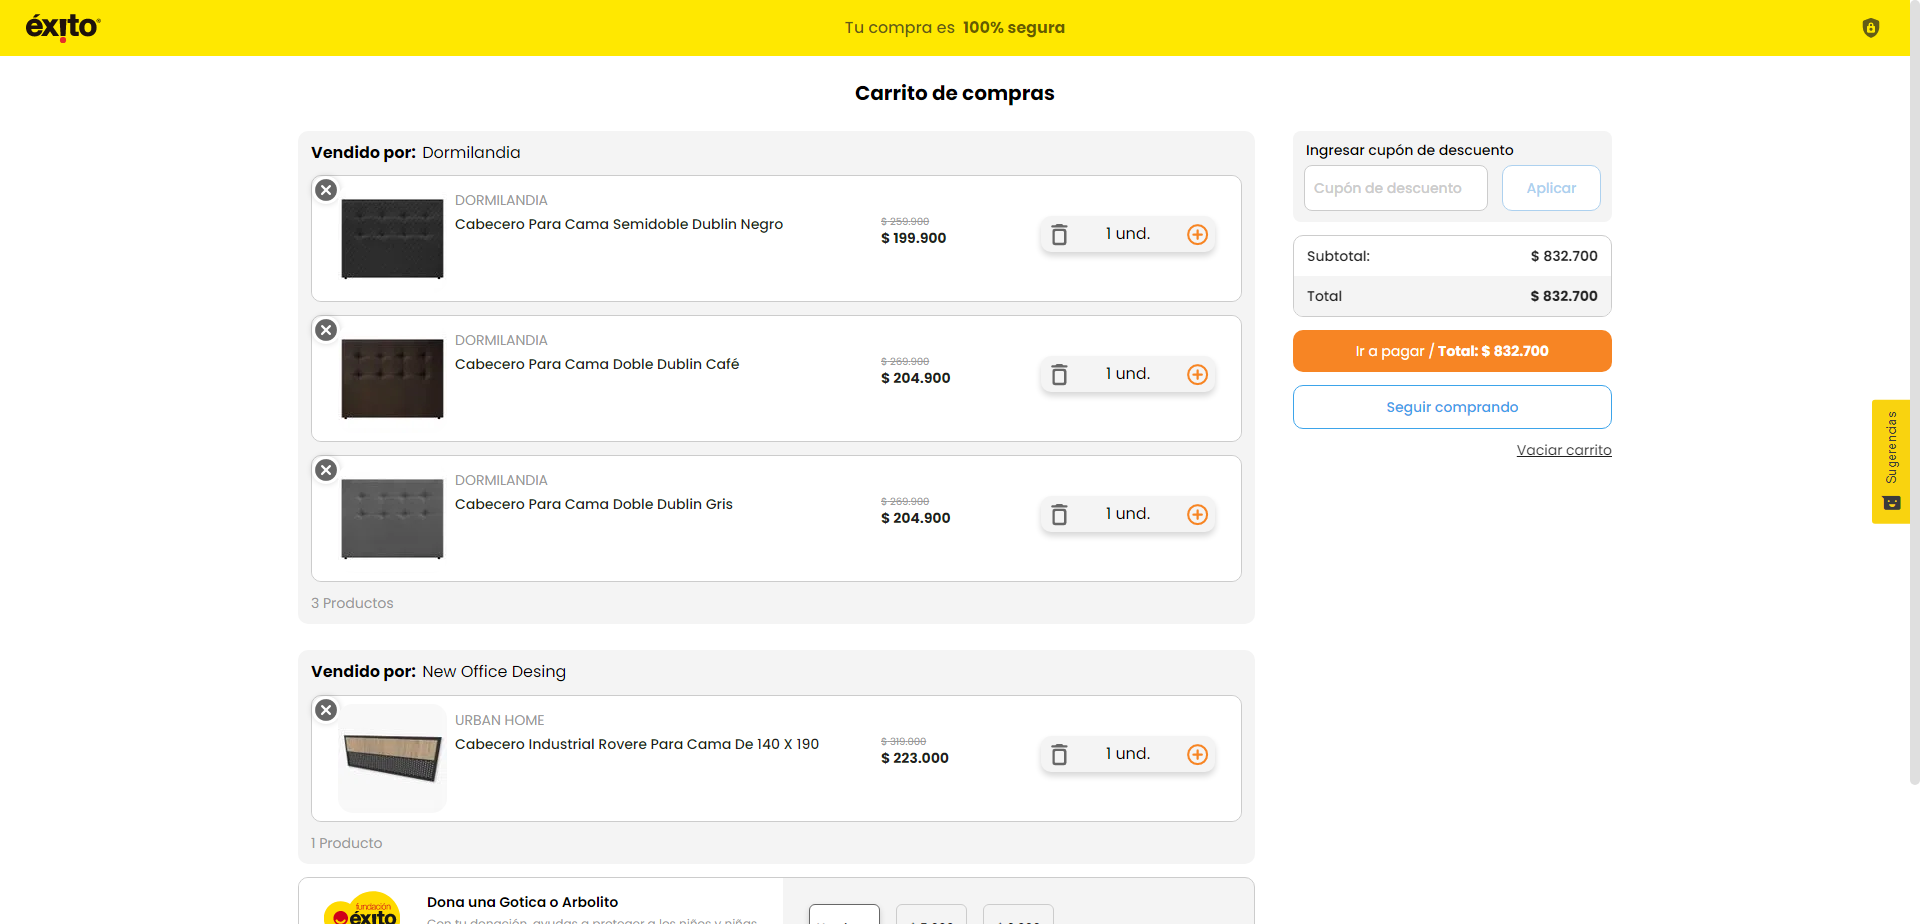 éxito
Tu compra es 100% segura
Carrito de compras
Vendido por: Dormilandia
DORMILANDIA
Cabecero Para Cama Semidoble Dublin Negro
$ 259.900
$ 199.900
1 und.
DORMILANDIA
Cabecero Para Cama Doble Dublin Café
$ 269.900
$ 204.900
1 und.
DORMILANDIA
Cabecero Para Cama Doble Dublin Gris
$ 269.900
$ 204.900
1 und.
3 Productos
Vendido por: New Office Desing
URBAN HOME
Cabecero Industrial Rovere Para Cama De 140 X 190
$ 319.000
$ 223.000
1 und.
1 Producto
fundación
éxito
Dona una Gotica o Arbolito
Con tu donación, ayudas a proteger a los niños y niñas
Ingresar cupón de descuento
Cupón de descuento
Aplicar
Subtotal: $ 832.700
Total $ 832.700
Ir a pagar / Total: $ 832.700
Seguir comprando
Vaciar carrito
Sugerencias